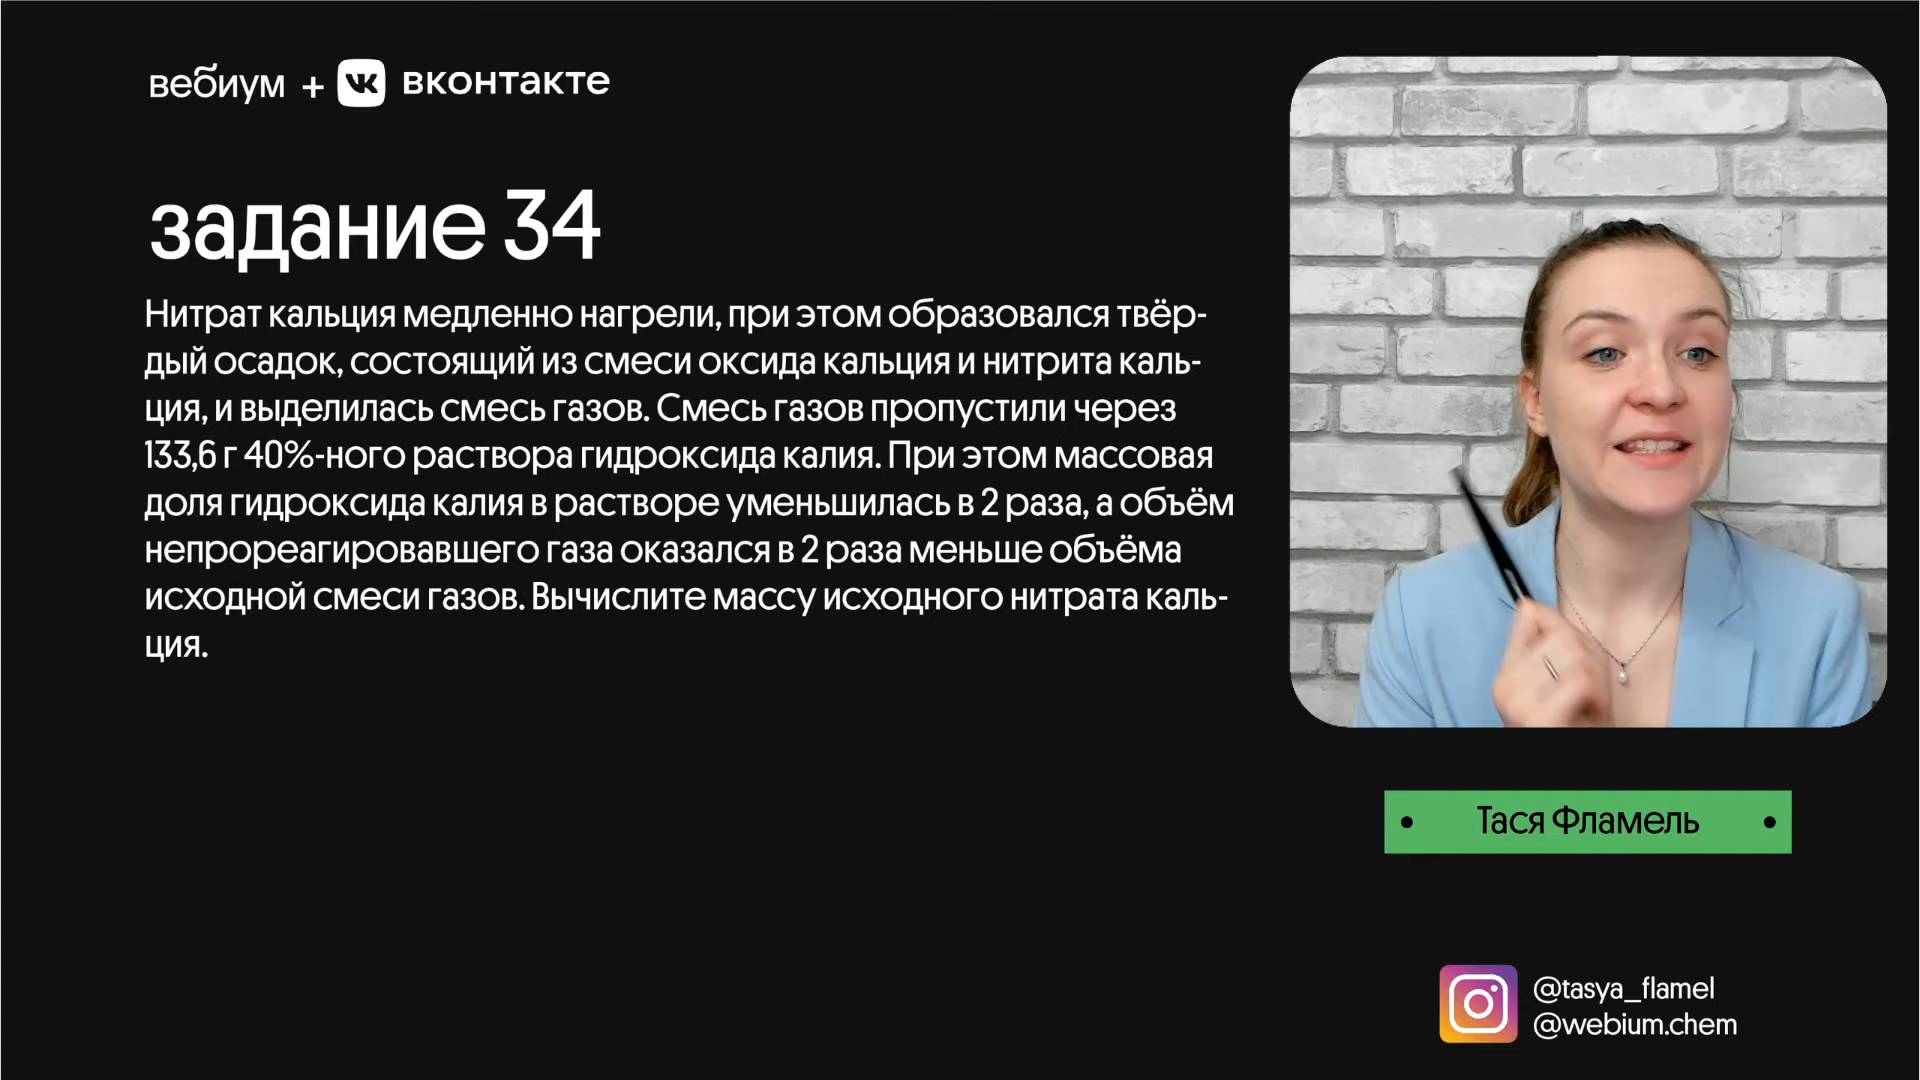 вебиум + вконтакте
задание 34
Нитрат кальция медленно нагрели, при этом образовался твёр-
дый осадок, состоящий из смеси оксида кальция и нитрита каль-
ция, и выделилась смесь газов. Смесь газов пропустили через
133,6 г 40%-ного раствора гидроксида калия. При этом массовая
доля гидроксида калия в растворе уменьшилась в 2 раза, а объём
непрореагировавшего газа оказался в 2 раза меньше объёма
исходной смеси газов. Вычислите массу исходного нитрата каль-
ция.
• Тася Фламель •
@tasya_flamel
@webium.chem